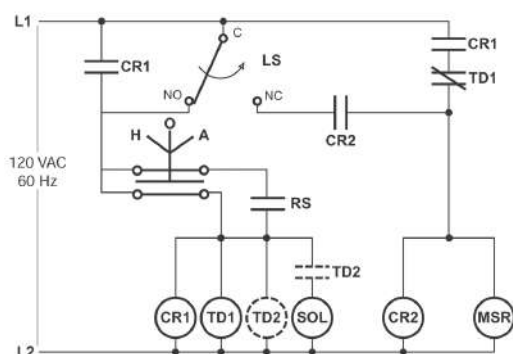 L1
C
CR1
LS
CR1
TD1
NO
NC
CR2
H
A
120 VAC
60 Hz
RS
TD2
CR1
TD1
TD2
SOL
CR2
MSR
L2